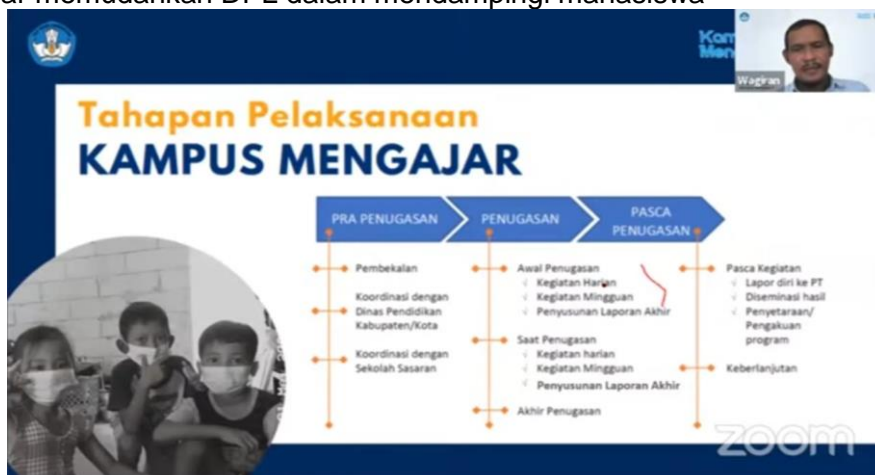 memudahkan DPL dalam mendampingi mahasiswa
Wagiran
Tahapan Pelaksanaan
KAMPUS MENGAJAR
PRA PENUGASAN
Pembekalan
Koordinasi dengan
Dinas Pendidikan
Kabupaten/Kota
Koordinasi dengan
Sekolah Sasaran
PENUGASAN
Awal Penugasan
√ Kegiatan Harian
√ Kegiatan Mingguan
√ Penyusunan Laporan Akhir
Saat Penugasan
√ Kegiatan harian
√ Kegiatan Mingguan
√ Penyusunan Laporan Akhir
Akhir Penugasan
PASCA
PENUGASAN
Pasca Kegiatan
√ Lapor diri ke PT
√ Diseminasi hasil
√ Penyetaraan/
Pengakuan
program
Keberlanjutan
zoom